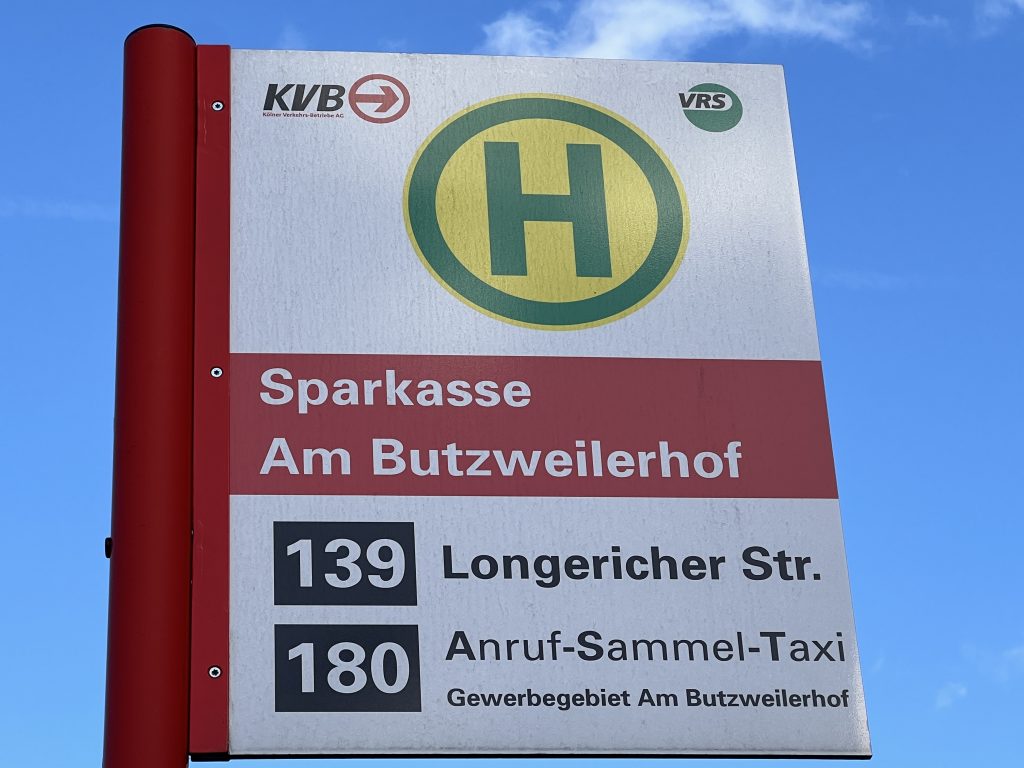 KVB
Kölner Verkehrs-Betriebe AG
VRS
H
Sparkasse
Am Butzweilerhof
139 Longericher Str.
180 Anruf-Sammel-Taxi
Gewerbegebiet Am Butzweilerhof